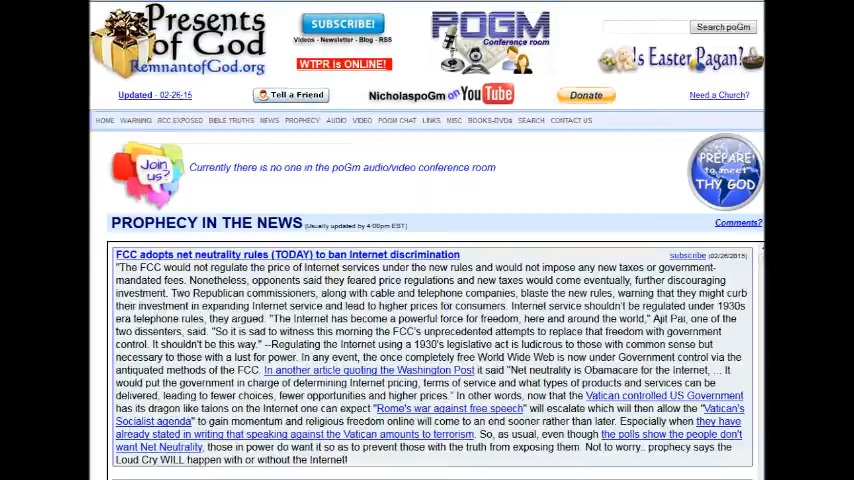 Presents
of God
RemnantofGod.org
SUBSCRIBE!
Videos - Newsletter - Blog - RSS
WTPR is ONLINE!
POGM
Conference room
Search poGm
Is Easter Pagan?
Updated - 02-26-15
Tell a Friend
NicholaspoGm on YouTube
Donate
Need a Church?
HOME WARNING RCC EXPOSED BIBLE TRUTHS NEWS PROPHECY AUDIO VIDEO POGM CHAT LINKS MISC BOOKS-DVDs SEARCH CONTACT US
Join us?
Currently there is no one in the poGm audio/video conference room
PREPARE
to meet
THY GOD
PROPHECY IN THE NEWS (Usually updated by 4:00pm EST)
Comments?
FCC adopts net neutrality rules (TODAY) to ban Internet discrimination
subscribe (02/26/2015)
"The FCC would not regulate the price of Internet services under the new rules and would not impose any new taxes or government-
mandated fees. Nonetheless, opponents said they feared price regulations and new taxes would come eventually, further discouraging
investment. Two Republican commissioners, along with cable and telephone companies, blaste the new rules, warning that they might curb
their investment in expanding Internet service and lead to higher prices for consumers. Internet service shouldn't be regulated under 1930s
era telephone rules, they argued. "The Internet has become a powerful force for freedom, here and around the world," Ajit Pai, one of the
two dissenters, said. "So it is sad to witness this morning the FCC's unprecedented attempts to replace that freedom with government
control. It shouldn't be this way." --Regulating the Internet using a 1930's legislative act is ludicrous to those with common sense but
necessary to those with a lust for power. In any event, the once completely free World Wide Web is now under Government control via the
antiquated methods of the FCC. In another article quoting the Washington Post it said "Net neutrality is Obamacare for the Internet, ... It
would put the government in charge of determining Internet pricing, terms of service and what types of products and services can be
delivered, leading to fewer choices, fewer opportunities and higher prices." In other words, now that the Vatican controlled US Government
has its dragon like talons on the Internet one can expect "Rome's war against free speech" will escalate which will then allow the "Vatican's
Socialist agenda" to gain momentum and religious freedom online will come to an end sooner rather than later. Especially when they have
already stated in writing that speaking against the Vatican amounts to terrorism. So, as usual, even though the polls show the people don't
want Net Neutrality, those in power do want it so as to prevent those with the truth from exposing them. Not to worry.. prophecy says the
Loud Cry WILL happen with or without the Internet!